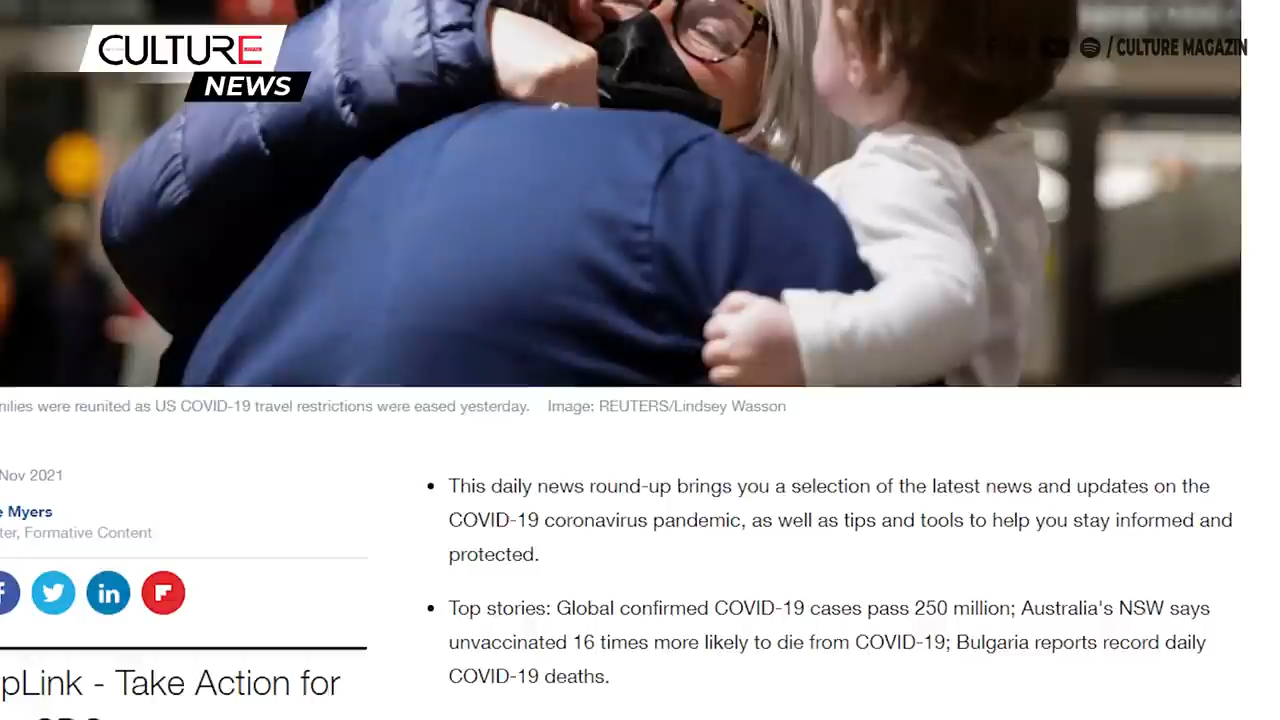 CULTURE
NEWS
/ CULTURE MAGAZIN
nilies were reunited as US COVID-19 travel restrictions were eased yesterday. Image: REUTERS/Lindsey Wasson
Nov 2021
e Myers
ter, Formative Content
pLink - Take Action for
This daily news round-up brings you a selection of the latest news and updates on the
COVID-19 coronavirus pandemic, as well as tips and tools to help you stay informed and
protected.
Top stories: Global confirmed COVID-19 cases pass 250 million; Australia's NSW says
unvaccinated 16 times more likely to die from COVID-19; Bulgaria reports record daily
COVID-19 deaths.